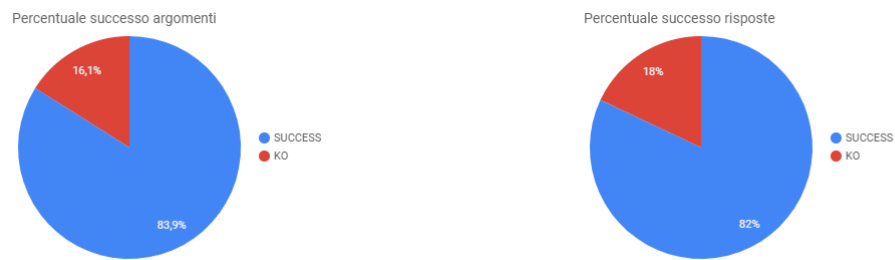 Percentuale successo argomenti
16,1%
83,9%
SUCCESS
KO
Percentuale successo risposte
18%
82%
SUCCESS
KO